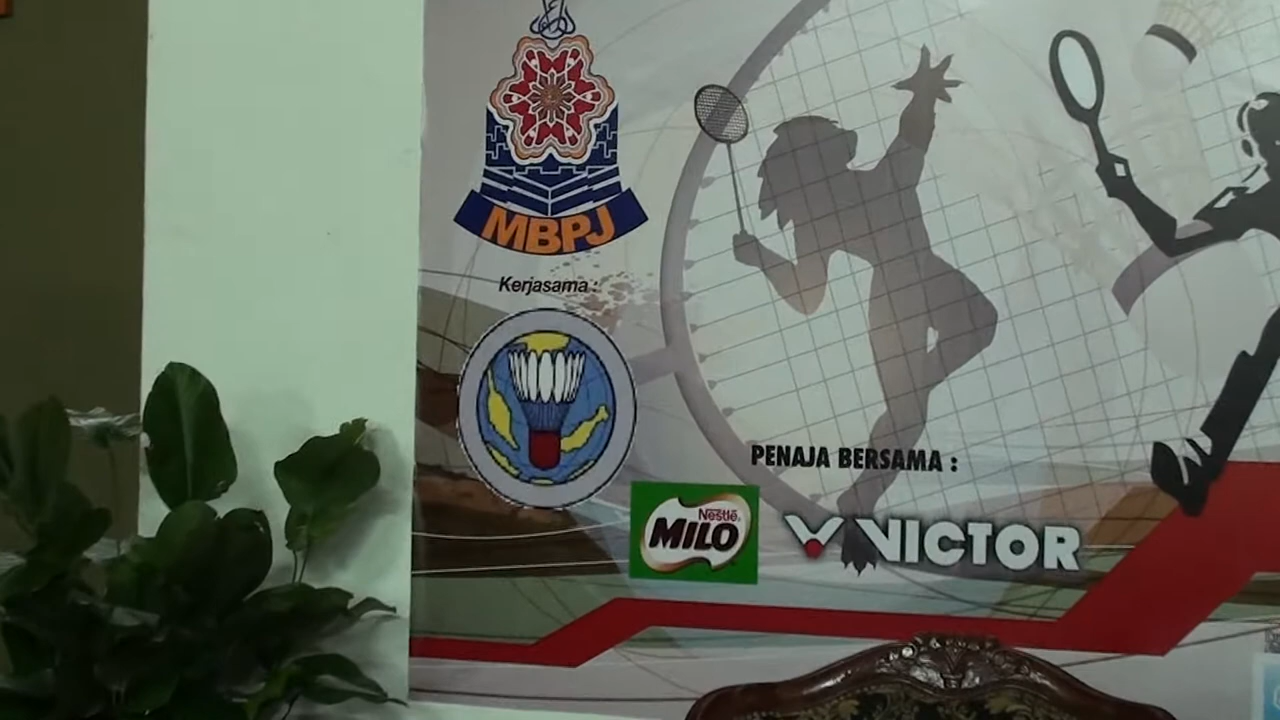 MBPJ
Kerjasama :
PENAJA BERSAMA :
Nestlé
MILO
VICTOR